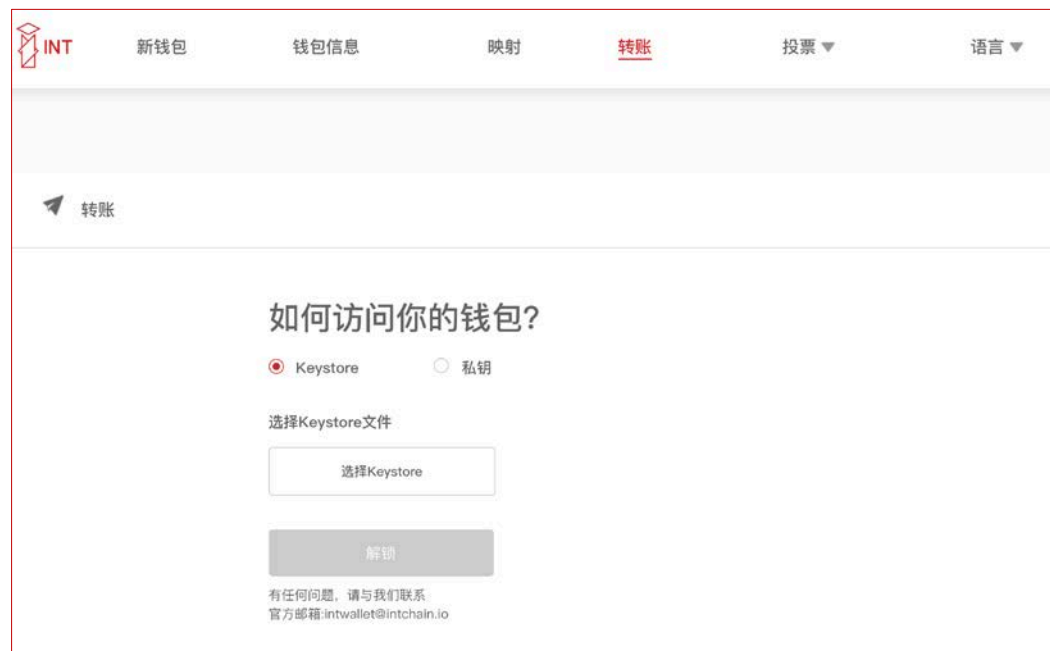 INT 新钱包 钱包信息 映射 转账 投票 ▼ 语言 ▼
转账
如何访问你的钱包?
Keystore 私钥
选择Keystore文件
选择Keystore
解锁
有任何问题，请与我们联系
官方邮箱:intwallet@intchain.io